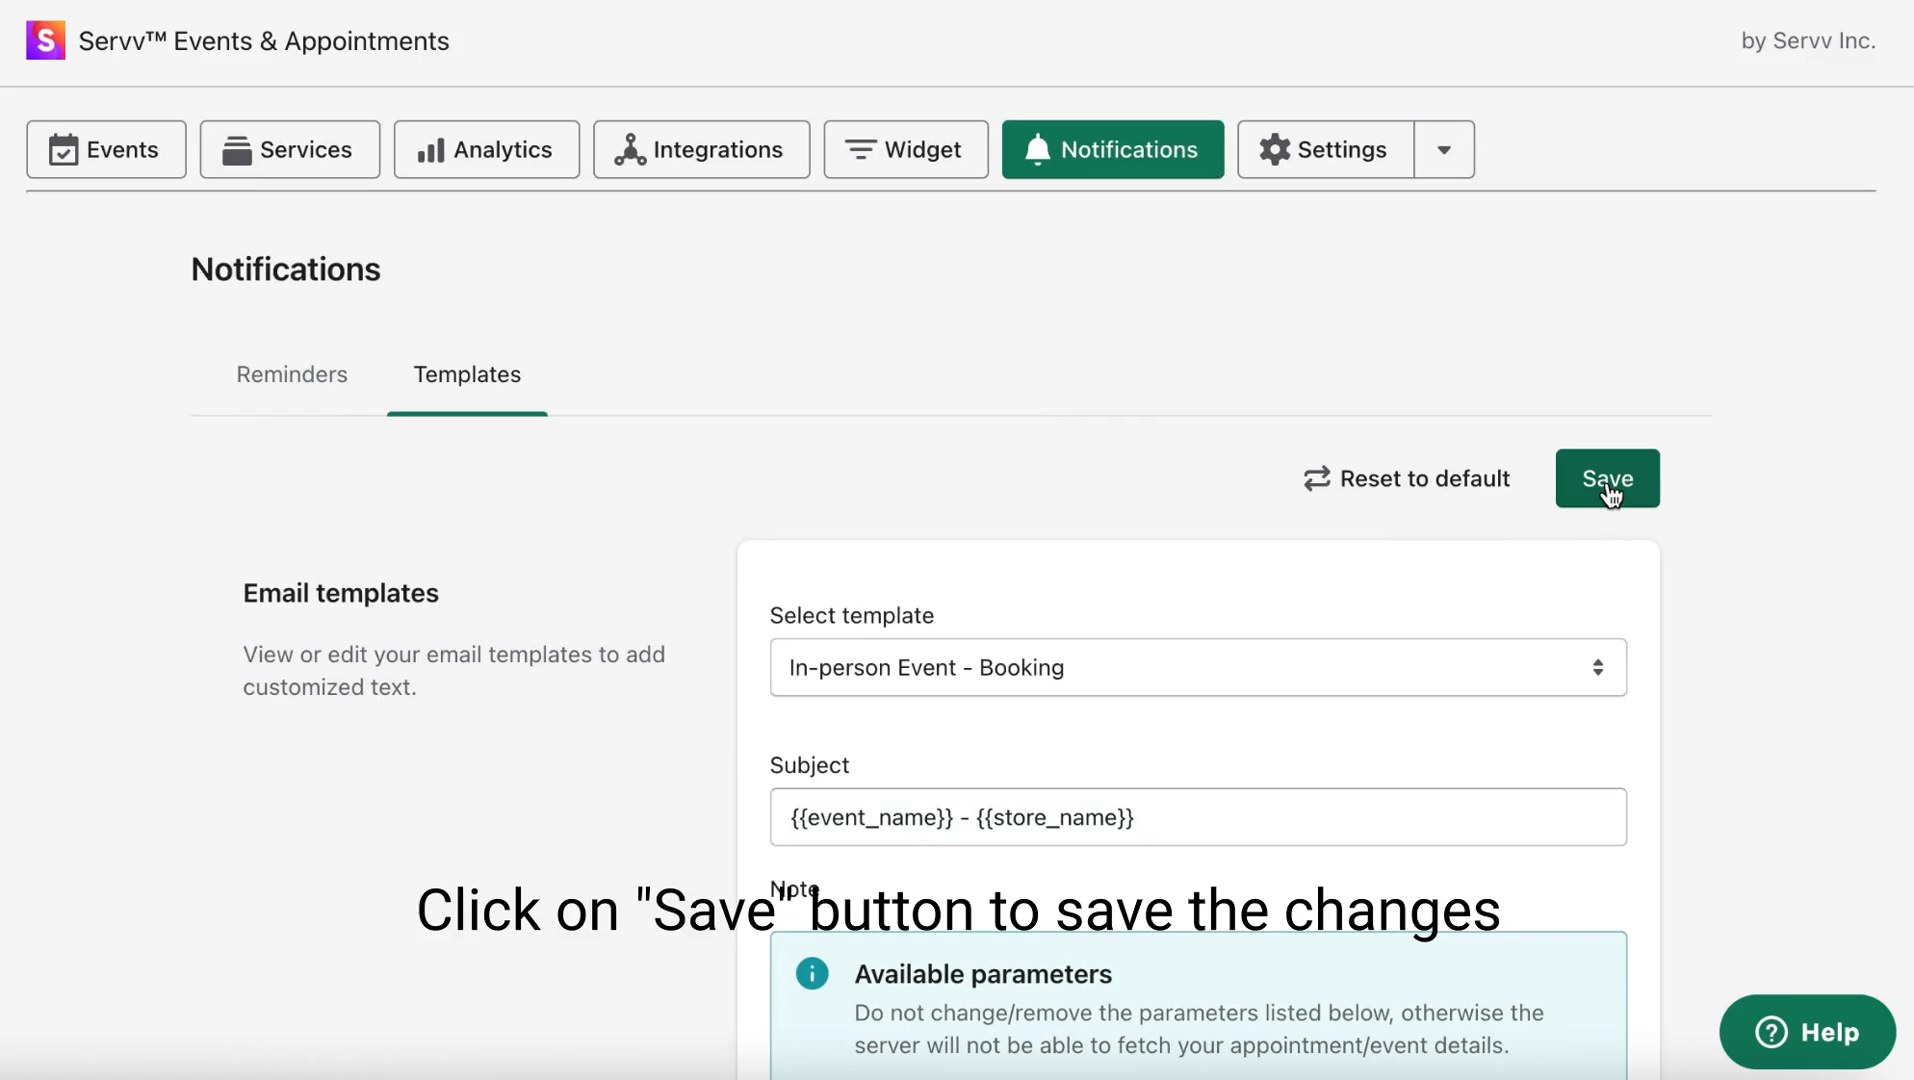 S Servv™ Events & Appointments
by Servv Inc.
Events Services Analytics Integrations Widget Notifications Settings
Notifications
Reminders Templates
Reset to default Save
Email templates
View or edit your email templates to add
customized text.
Select template
In-person Event - Booking
Subject
{{event_name}} - {{store_name}}
Note
Click on "Save" button to save the changes
Available parameters
Do not change/remove the parameters listed below, otherwise the
server will not be able to fetch your appointment/event details.
Help